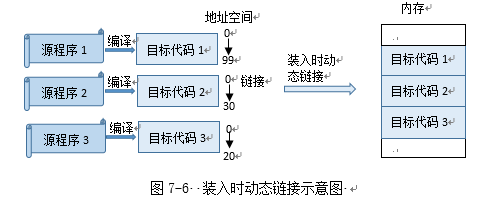 地址空间
内存
源程序 1
编译
目标代码 1
0
99
源程序 2
编译
目标代码 2
0
30
链接
源程序 3
编译
目标代码 3
0
20
装入时动
态链接
目标代码 1
目标代码 2
目标代码 3
图 7-6 装入时动态链接示意图